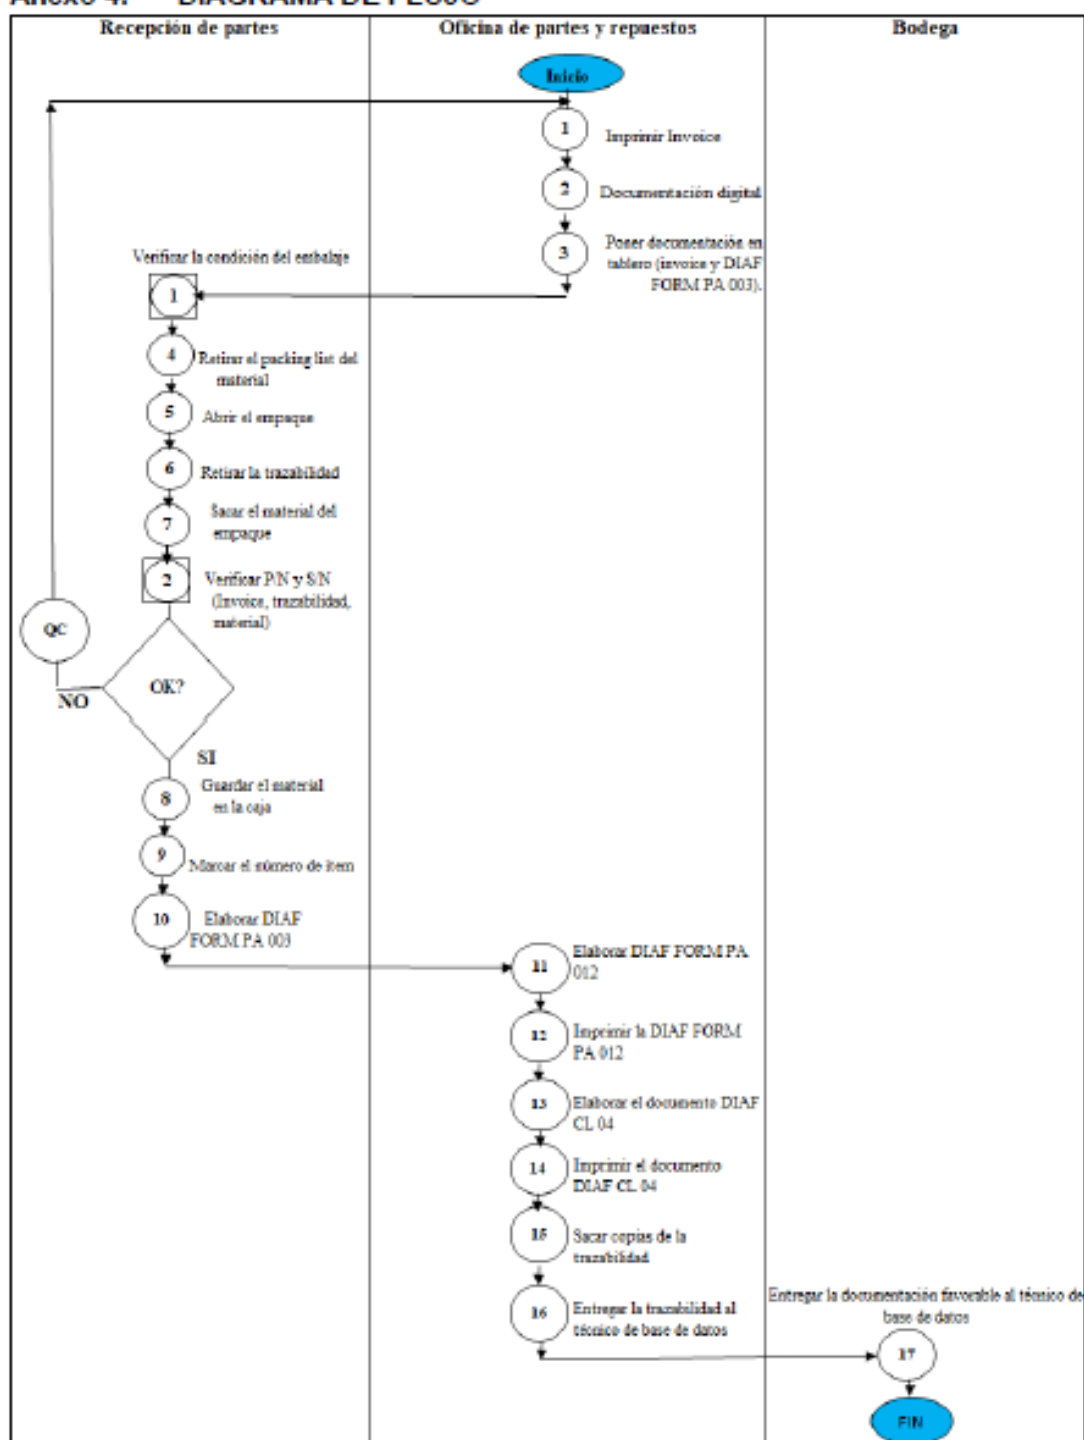 Anexo 4. DIAGRAMA DE FLUJO
Recepción de partes
Oficina de partes y repuestos
Bodega
Inicio
1
Imprimir Invoice
2
Documentación digital
3
Poner documentación en
tablero (invoice y DIAF
FORM PA 003).
Verificar la condición del embalaje
1
4
Retirar el packing list del
material
5
Abrir el empaque
6
Retirar la trazabilidad
7
Sacar el material del
empaque
2
Verificar P/N y S/N
(Invoice, trazabilidad,
material)
QC
OK?
NO
SI
8
Guardar el material
en la caja
9
Marcar el número de item
10
Elaborar DIAF
FORM PA 003
11
Elaborar DIAF FORM PA
012
12
Imprimir la DIAF FORM
PA 012
13
Elaborar el documento DIAF
CL 04
14
Imprimir el documento
DIAF CL 04
15
Sacar copias de la
trazabilidad
16
Entregar la trazabilidad al
técnico de base de datos
Entregar la documentación favorable al técnico de
base de datos
17
FIN